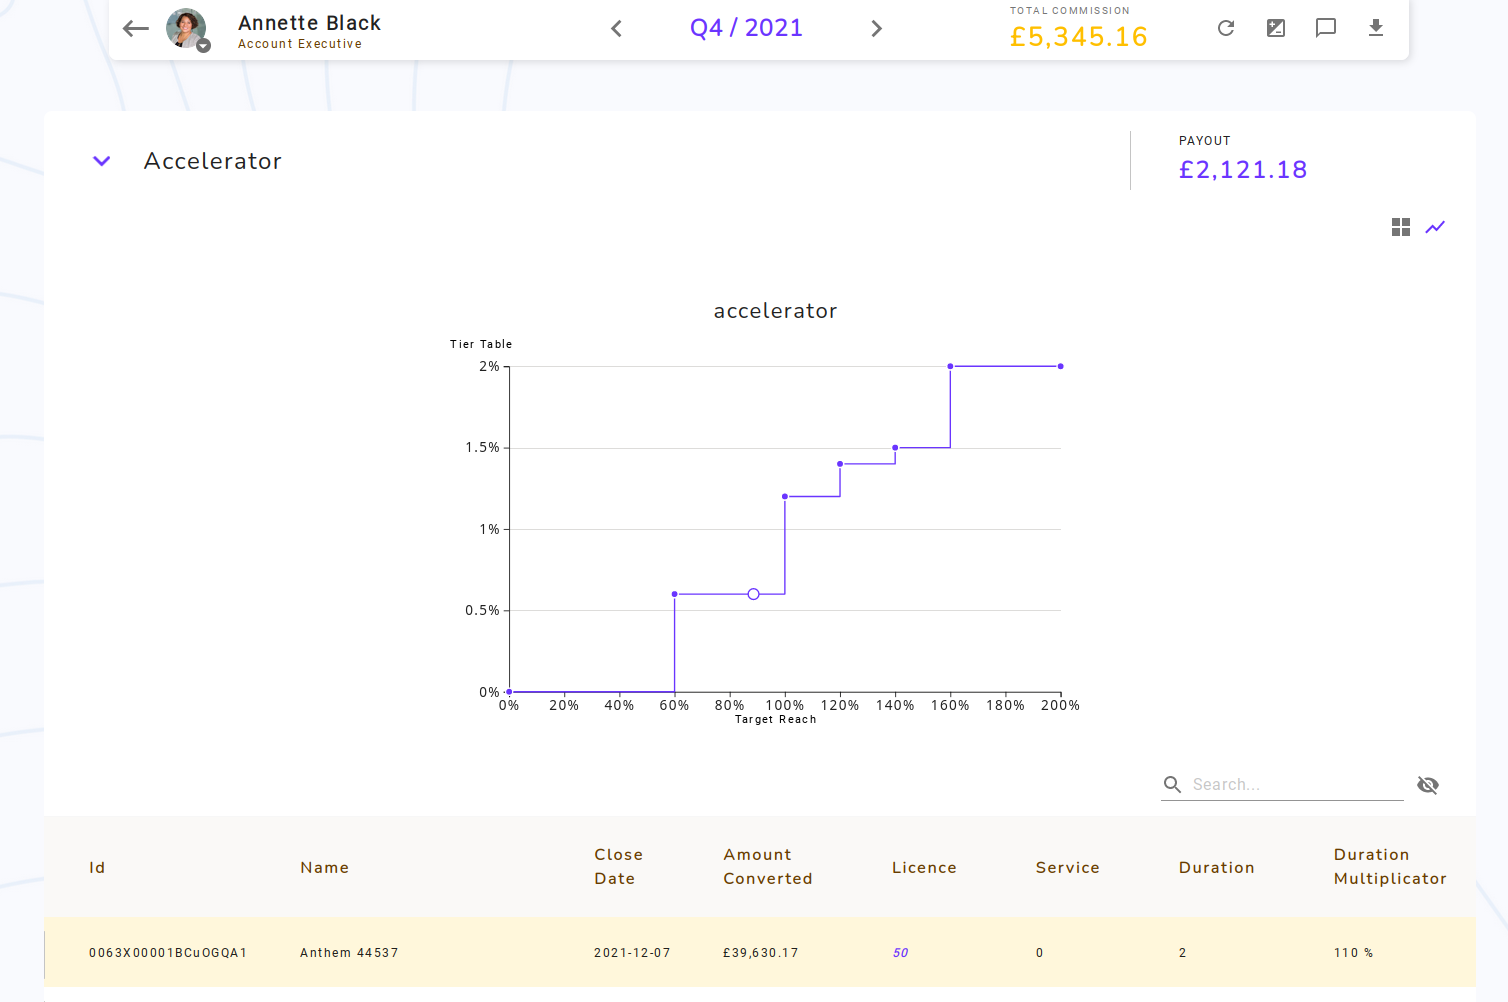 Annette Black
Account Executive
Q4 / 2021
TOTAL COMMISSION
£5,345.16
Accelerator
PAYOUT
£2,121.18
accelerator
Tier Table
2%
1.5%
1%
0.5%
0%
0% 20% 40% 60% 80% 100% 120% 140% 160% 180% 200%
Target Reach
Search...
Id Name Close Date Amount Converted Licence Service Duration Duration Multiplicator
0063X00001BCuOGQA1 Anthem 44537 2021-12-07 £39,630.17 50 0 2 110 %